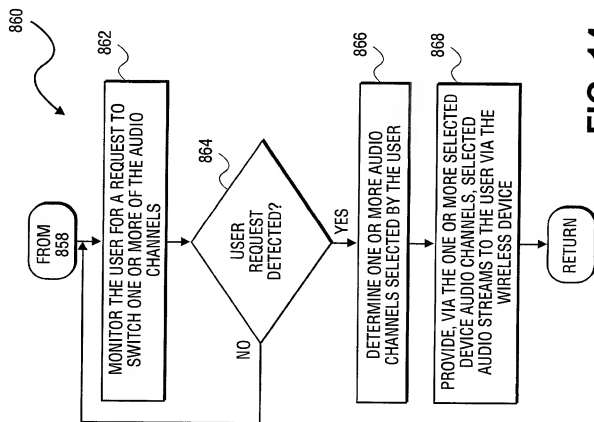 860
FROM
858
862
MONITOR THE USER FOR A REQUEST TO
SWITCH ONE OR MORE OF THE AUDIO
CHANNELS
864
USER
REQUEST
DETECTED?
NO
YES
866
DETERMINE ONE OR MORE AUDIO
CHANNELS SELECTED BY THE USER
868
PROVIDE, VIA THE ONE OR MORE SELECTED
DEVICE AUDIO CHANNELS, SELECTED
AUDIO STREAMS TO THE USER VIA THE
WIRELESS DEVICE
RETURN